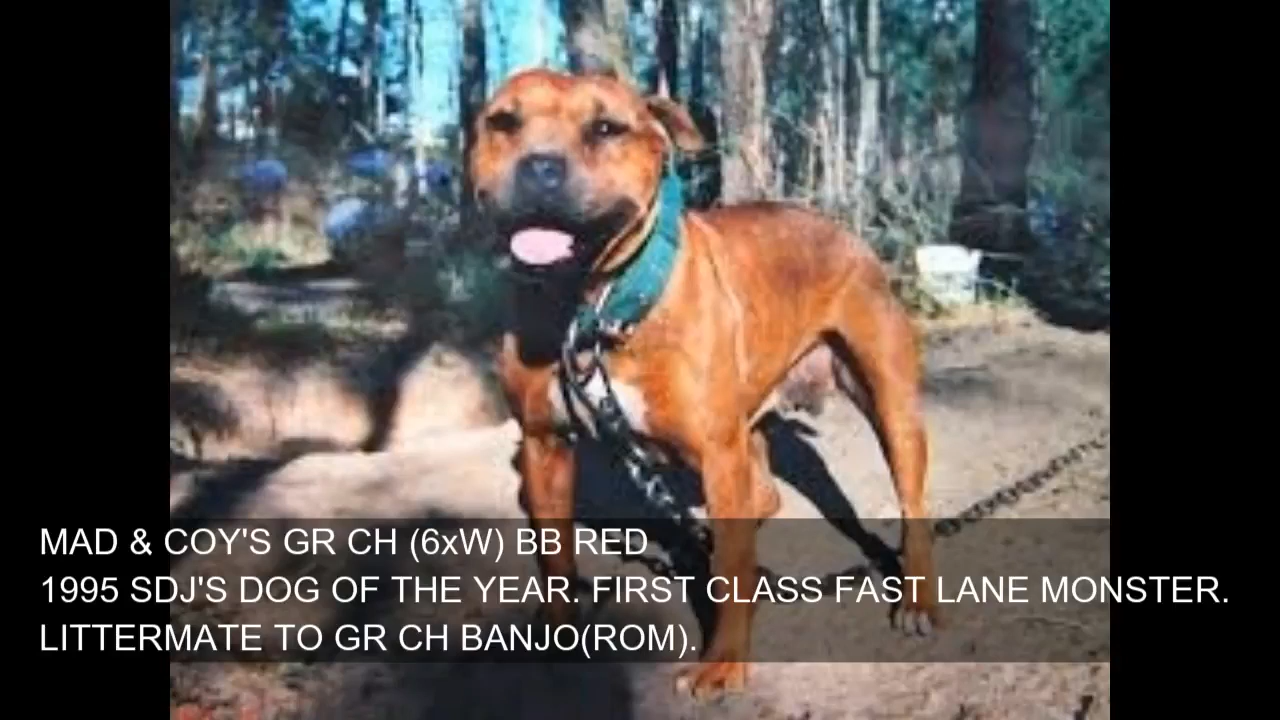 MAD & COY'S GR CH (6xW) BB RED
1995 SDJ'S DOG OF THE YEAR. FIRST CLASS FAST LANE MONSTER.
LITTERMATE TO GR CH BANJO(ROM).